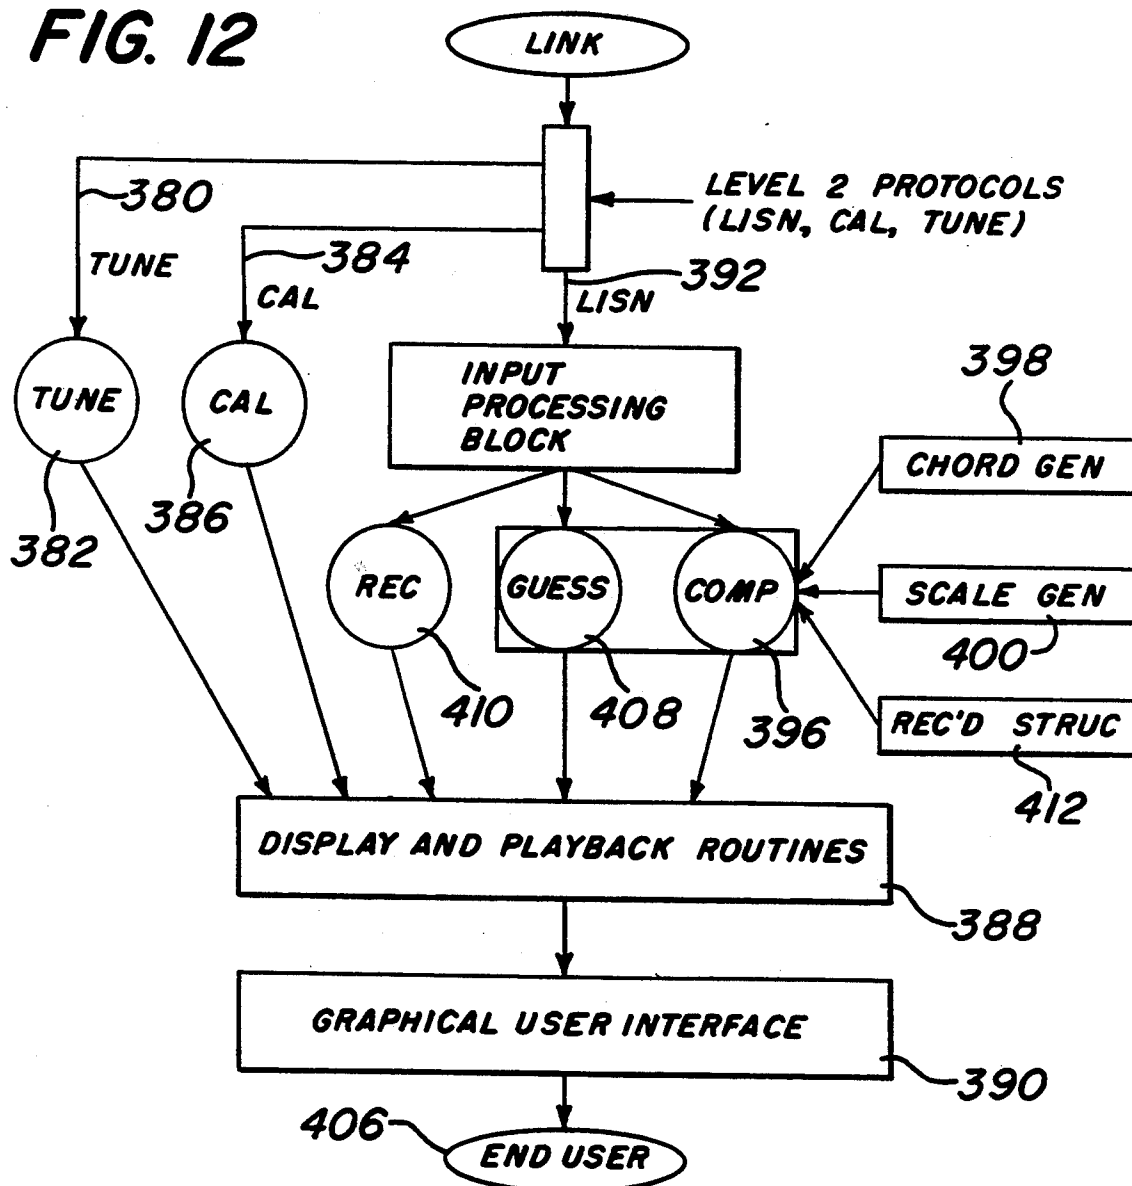 FIG. 12
LINK
380
LEVEL 2 PROTOCOLS
(LISN, CAL, TUNE)
TUNE
384
CAL
392
LISN
398
TUNE
CAL
INPUT
PROCESSING
BLOCK
CHORD GEN
382
386
REC
GUESS
COMP
SCALE GEN
400
410
408
396
REC'D STRUC
412
DISPLAY AND PLAYBACK ROUTINES
388
GRAPHICAL USER INTERFACE
390
406
END USER